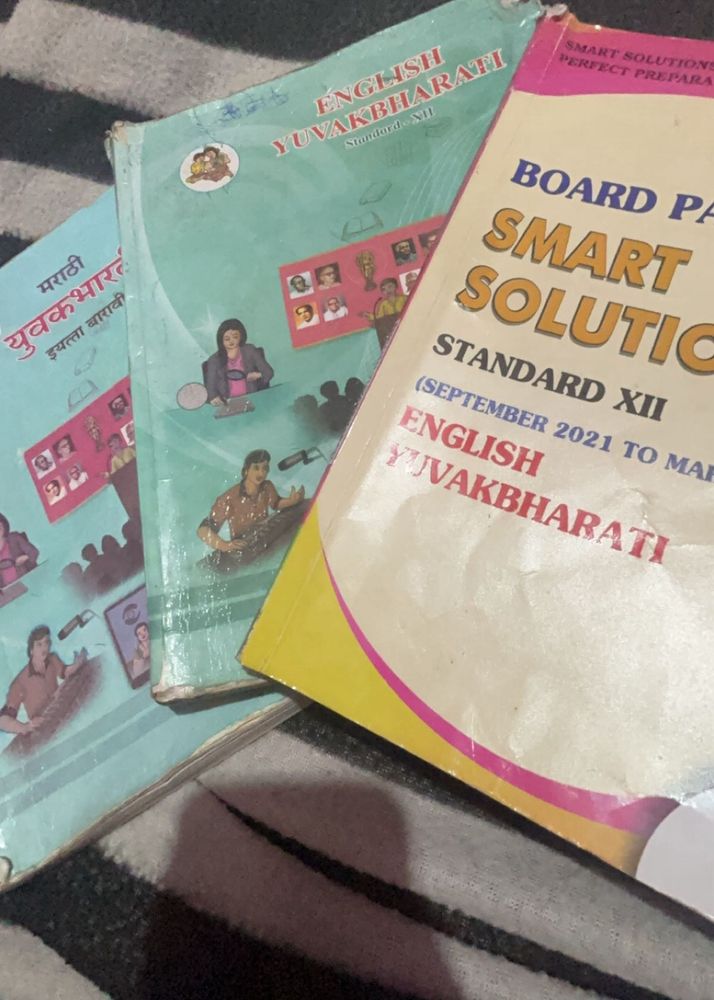 मराठी
युवकभारती
इयत्ता बारावी
ENGLISH
YUVAKBHARATI
Standard - XII
SMART SOLUTIONS
PERFECT PREPARA
BOARD PA
SMART
SOLUTIO
STANDARD XII
(SEPTEMBER 2021 TO MAR
ENGLISH
YUVAKBHARATI